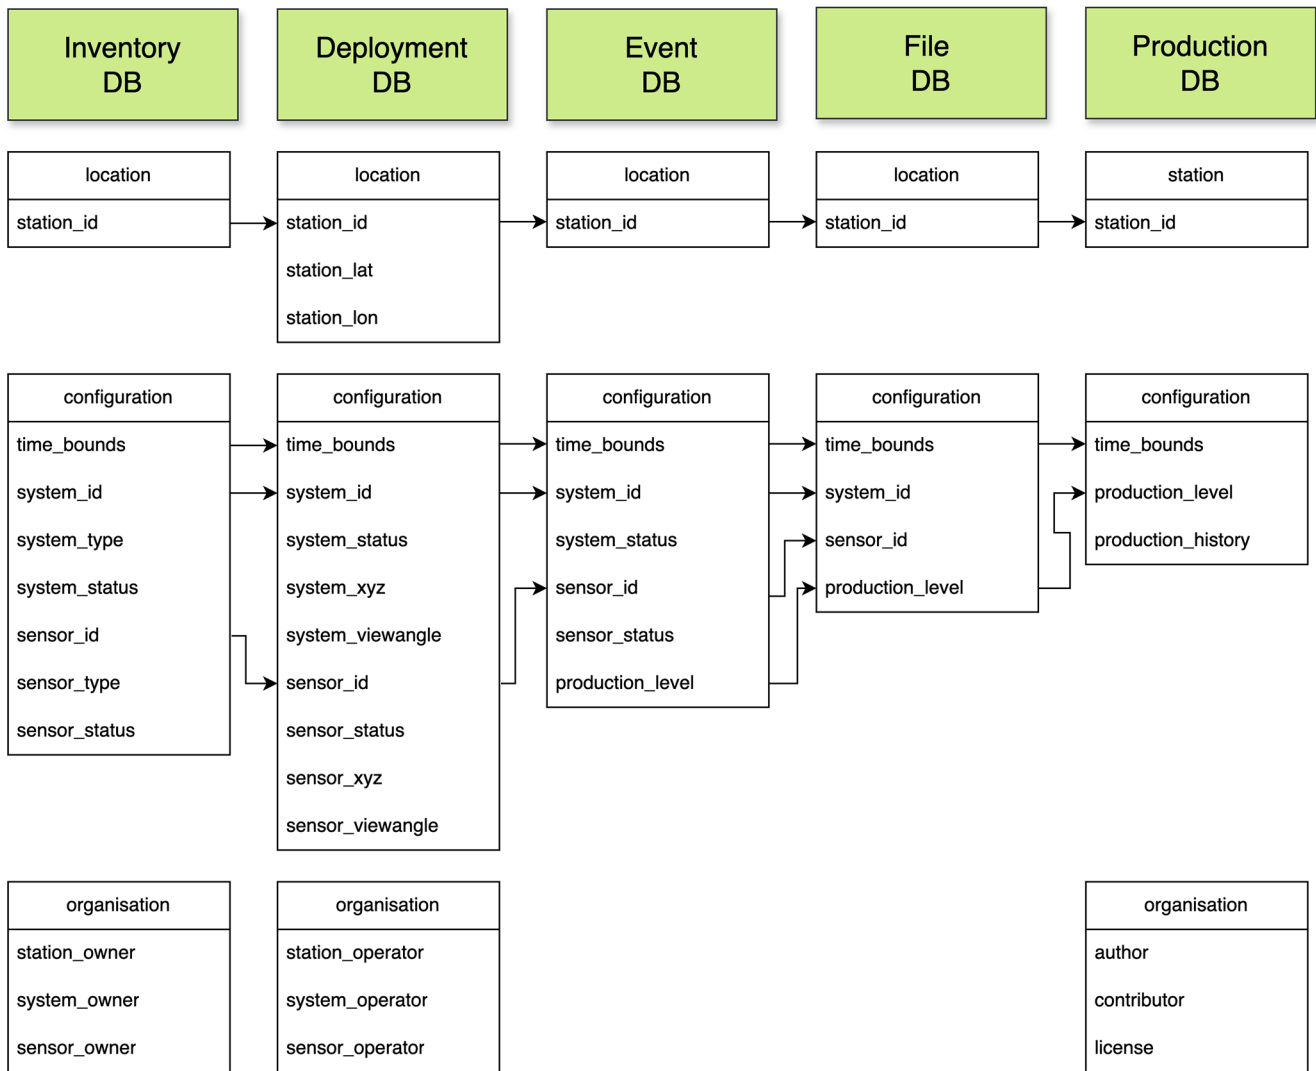 Inventory
DB
Deployment
DB
Event
DB
File
DB
Production
DB
location
station_id
location
station_id
station_lat
station_lon
location
station_id
location
station_id
station
station_id
configuration
time_bounds
system_id
system_type
system_status
sensor_id
sensor_type
sensor_status
configuration
time_bounds
system_id
system_status
system_xyz
system_viewangle
sensor_id
sensor_status
sensor_xyz
sensor_viewangle
configuration
time_bounds
system_id
system_status
sensor_id
sensor_status
production_level
configuration
time_bounds
system_id
sensor_id
production_level
configuration
time_bounds
production_level
production_history
organisation
station_owner
system_owner
sensor_owner
organisation
station_operator
system_operator
sensor_operator
organisation
author
contributor
license